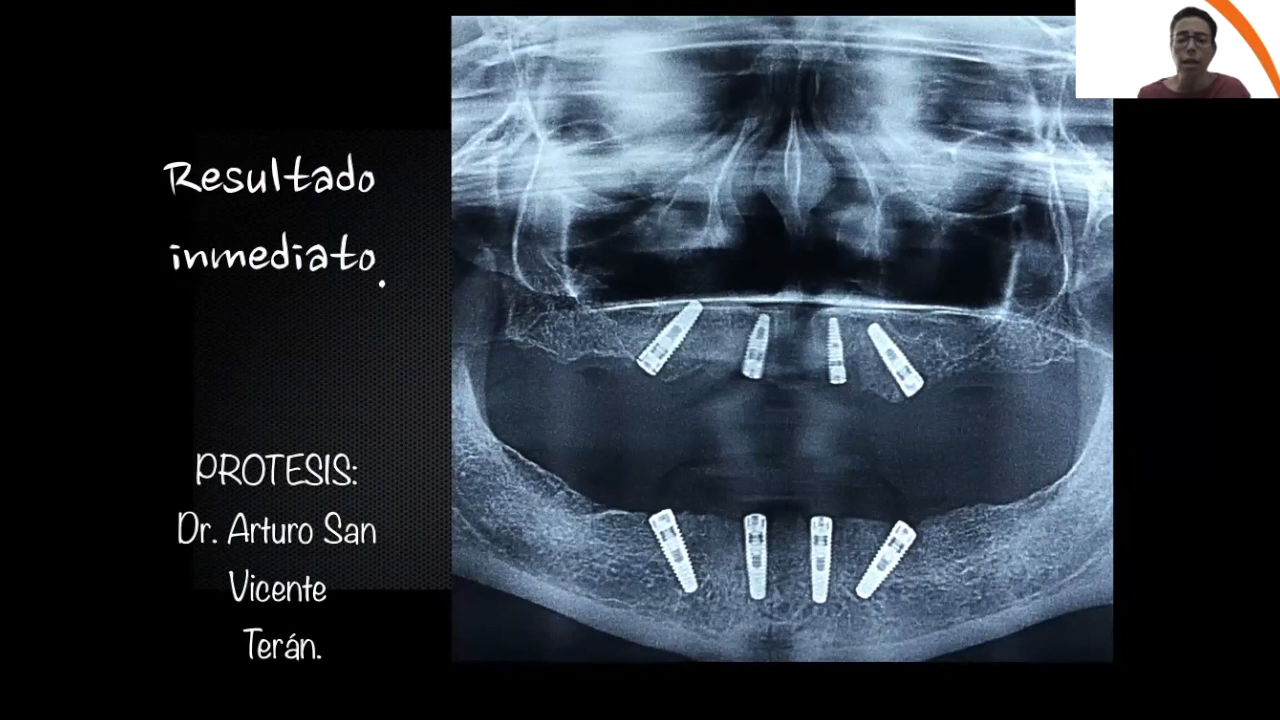 Resultado
inmediato.
PROTESIS:
Dr. Arturo San
Vicente
Terán.